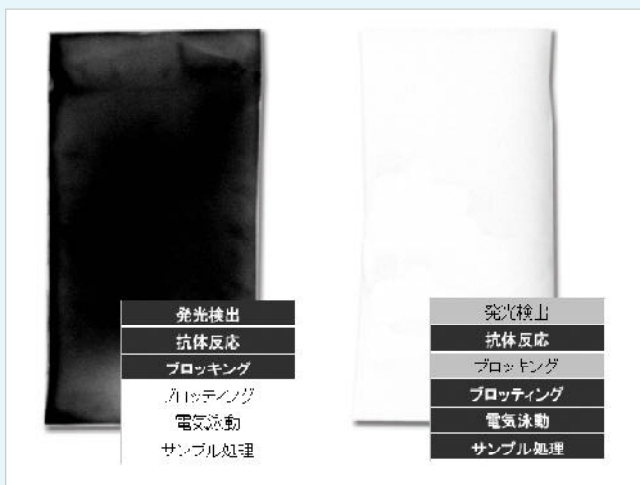 発光検出
抗体反応
ブロッキング
ブロッティング
電気泳動
サンプル処理
発光検出
抗体反応
ブロッキング
ブロッティング
電気泳動
サンプル処理